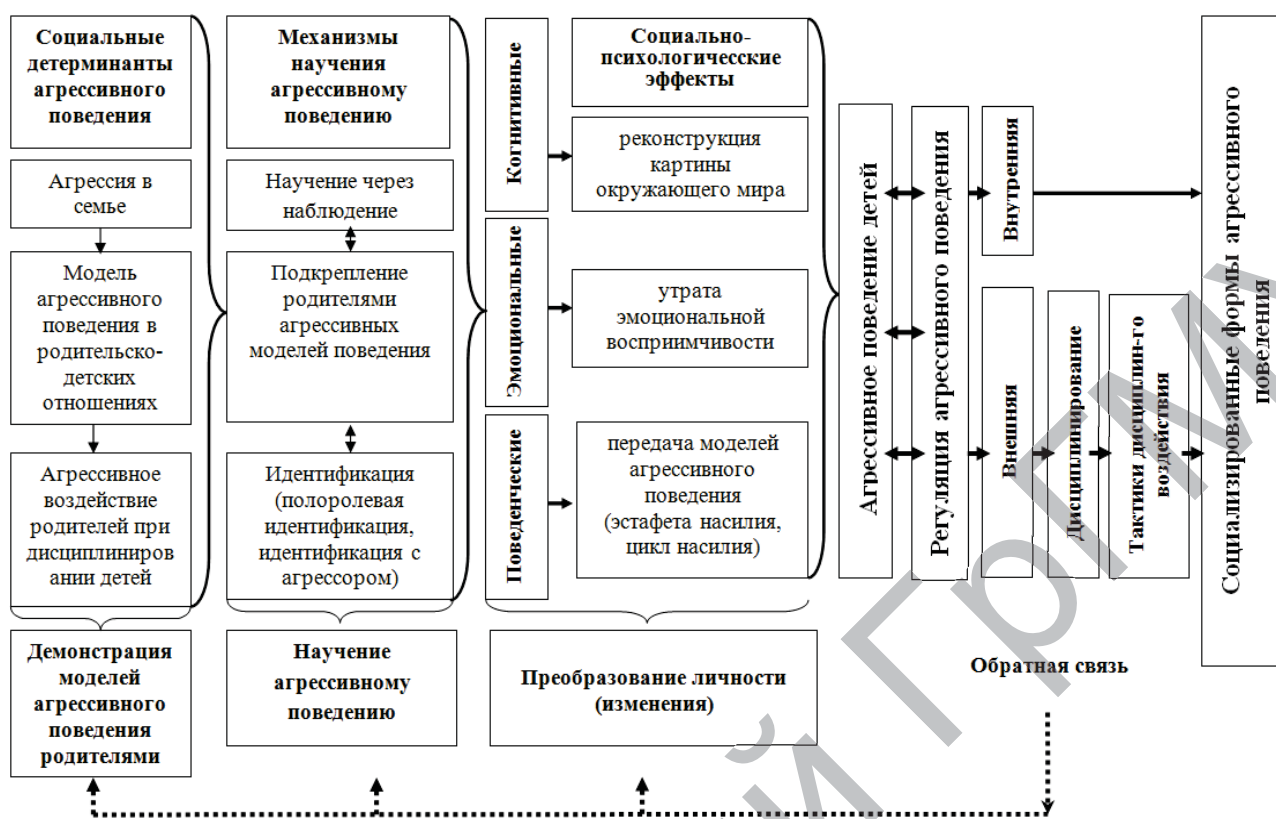 Социальные
детерминанты
агрессивного
поведения
Агрессия в
семье
Модель
агрессивного
поведения в
родительско-
детских
отношениях
Агрессивное
воздействие
родителей при
дисциплиниров
ании детей
Демонстрация
моделей
агрессивного
поведения
родителями
Механизмы
научения
агрессивному
поведению
Научение через
наблюдение
Подкрепление
родителями
агрессивных
моделей поведения
Идентификация
(полоролевая
идентификация,
идентификация с
агрессором)
Научение
агрессивному
поведению
Когнитивные
Эмоциональные
Поведенческие
Социально-
психологичесские
эффекты
реконструкция
картины
окружающего мира
утрата
эмоциональной
восприимчивости
передача моделей
агрессивного
поведения
(эстафета насилия,
цикл насилия)
Преобразование личности
(изменения)
Агрессивное поведение детей
Регуляция агрессивного поведения
Внутренняя
Внешняя
Дисциплинирование
Тактики дисциплин-го
воздействия
Социализированные формы агрессивного
поведения
Обратная связь
й ГрГМУ